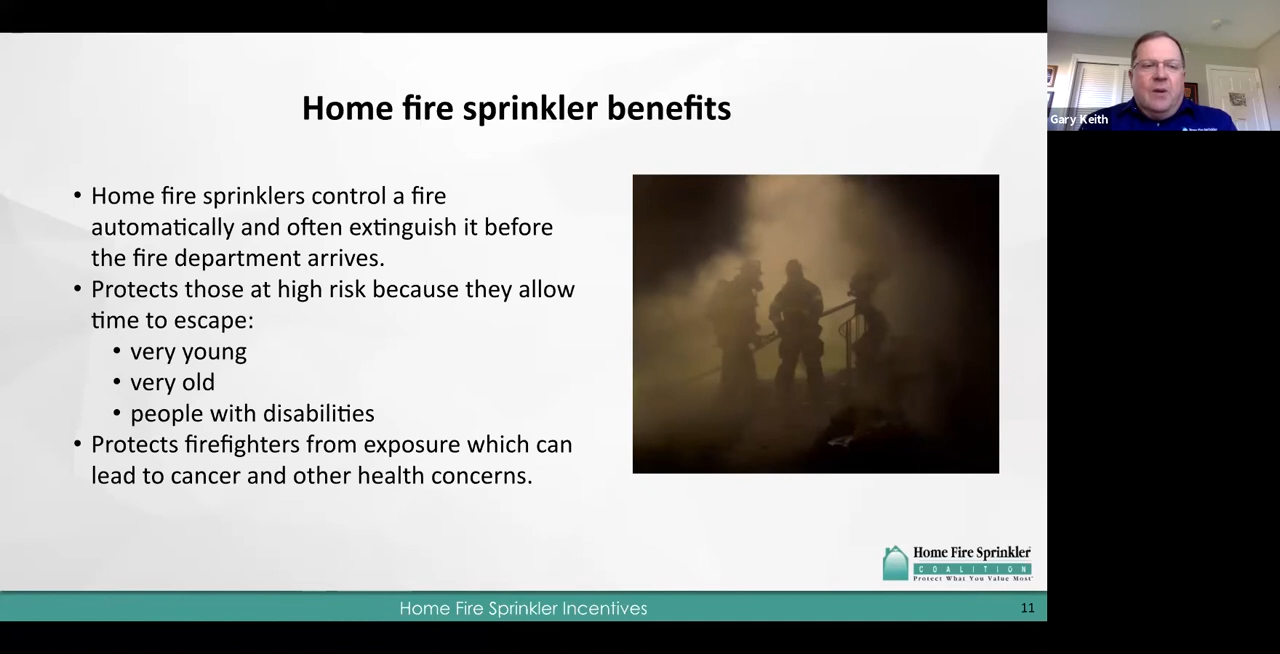 Home fire sprinkler benefits
• Home fire sprinklers control a fire
automatically and often extinguish it before
the fire department arrives.
• Protects those at high risk because they allow
time to escape:
• very young
• very old
• people with disabilities
• Protects firefighters from exposure which can
lead to cancer and other health concerns.
Home Fire Sprinkler
COALITION
Protect What You Value Most
Home Fire Sprinkler Incentives
11
Gary Keith